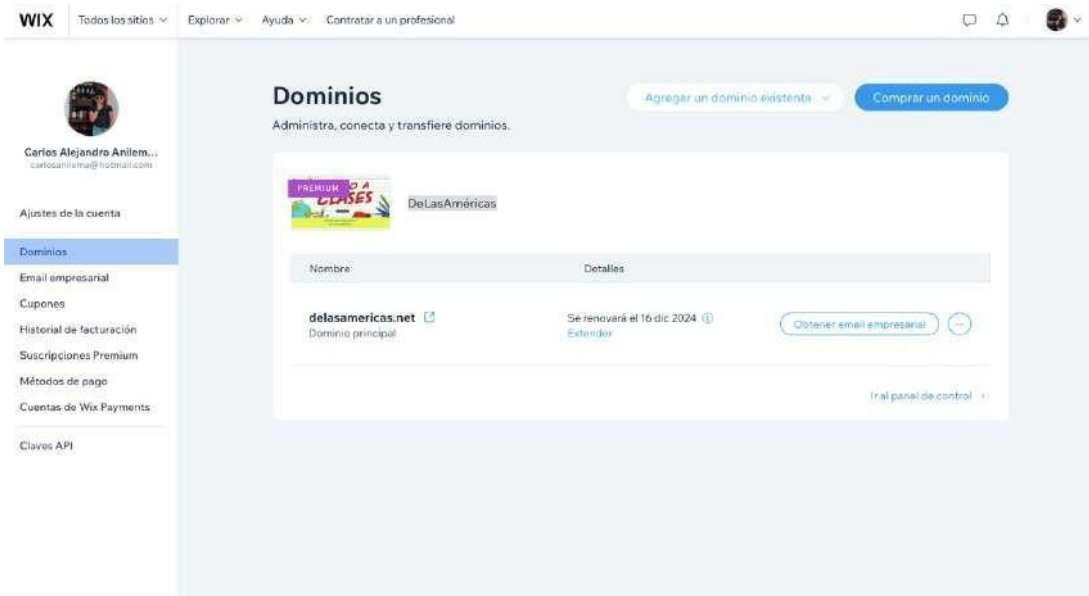 WIX Todos los sitios Explorar Ayuda Contratar a un profesional
Carlos Alejandro Anilem...
carlosanilema@hotmail.com
Ajustes de la cuenta
Dominios
Email empresarial
Cupones
Historial de facturación
Suscripciones Premium
Métodos de pago
Cuentas de Wix Payments
Claves API
Dominios
Agregar un dominio existente
Comprar un dominio
Administra, conecta y transfiere dominios.
PREMIUM
O A
CLASES
DeLasAméricas
Nombre Detalles
delasamericas.net
Dominio principal
Se renovará el 16 dic 2024
Extender
Obtener email empresarial
Ir al panel de control